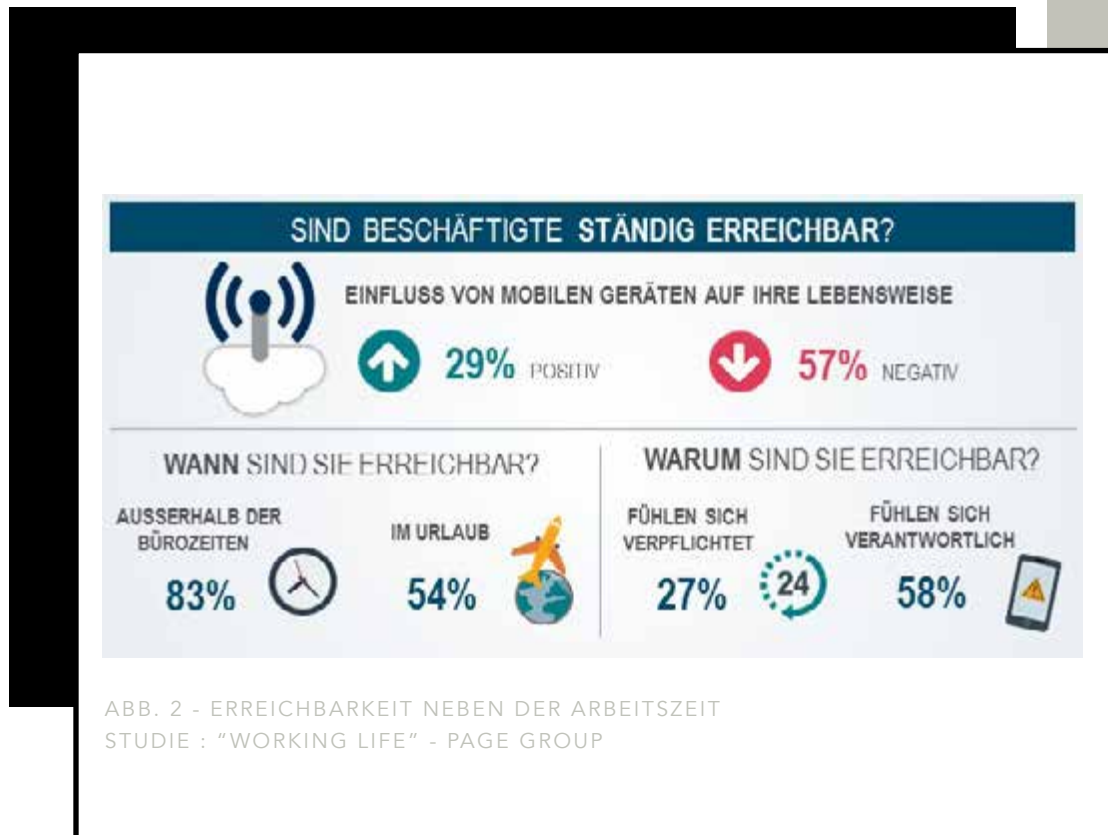 SIND BESCHÄFTIGTE STÄNDIG ERREICHBAR?
EINFLUSS VON MOBILEN GERÄTEN AUF IHRE LEBENSWEISE
29% POSITIV
57% NEGATIV
WANN SIND SIE ERREICHBAR?
AUSSERHALB DER
BÜROZEITEN
83%
IM URLAUB
54%
WARUM SIND SIE ERREICHBAR?
FÜHLEN SICH
VERPFLICHTET
27%
24
FÜHLEN SICH
VERANTWORTLICH
58%
ABB. 2 - ERREICHBARKEIT NEBEN DER ARBEITSZEIT
STUDIE : “WORKING LIFE” - PAGE GROUP